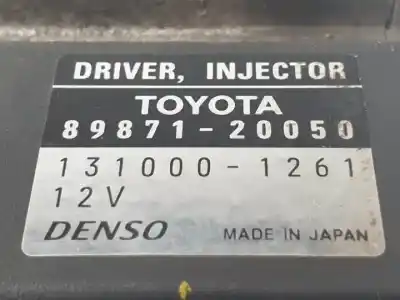 DRIVER, INJECTOR
TOYOTA
89871-20050
131000-1261
12V
DENSO MADE IN JAPAN